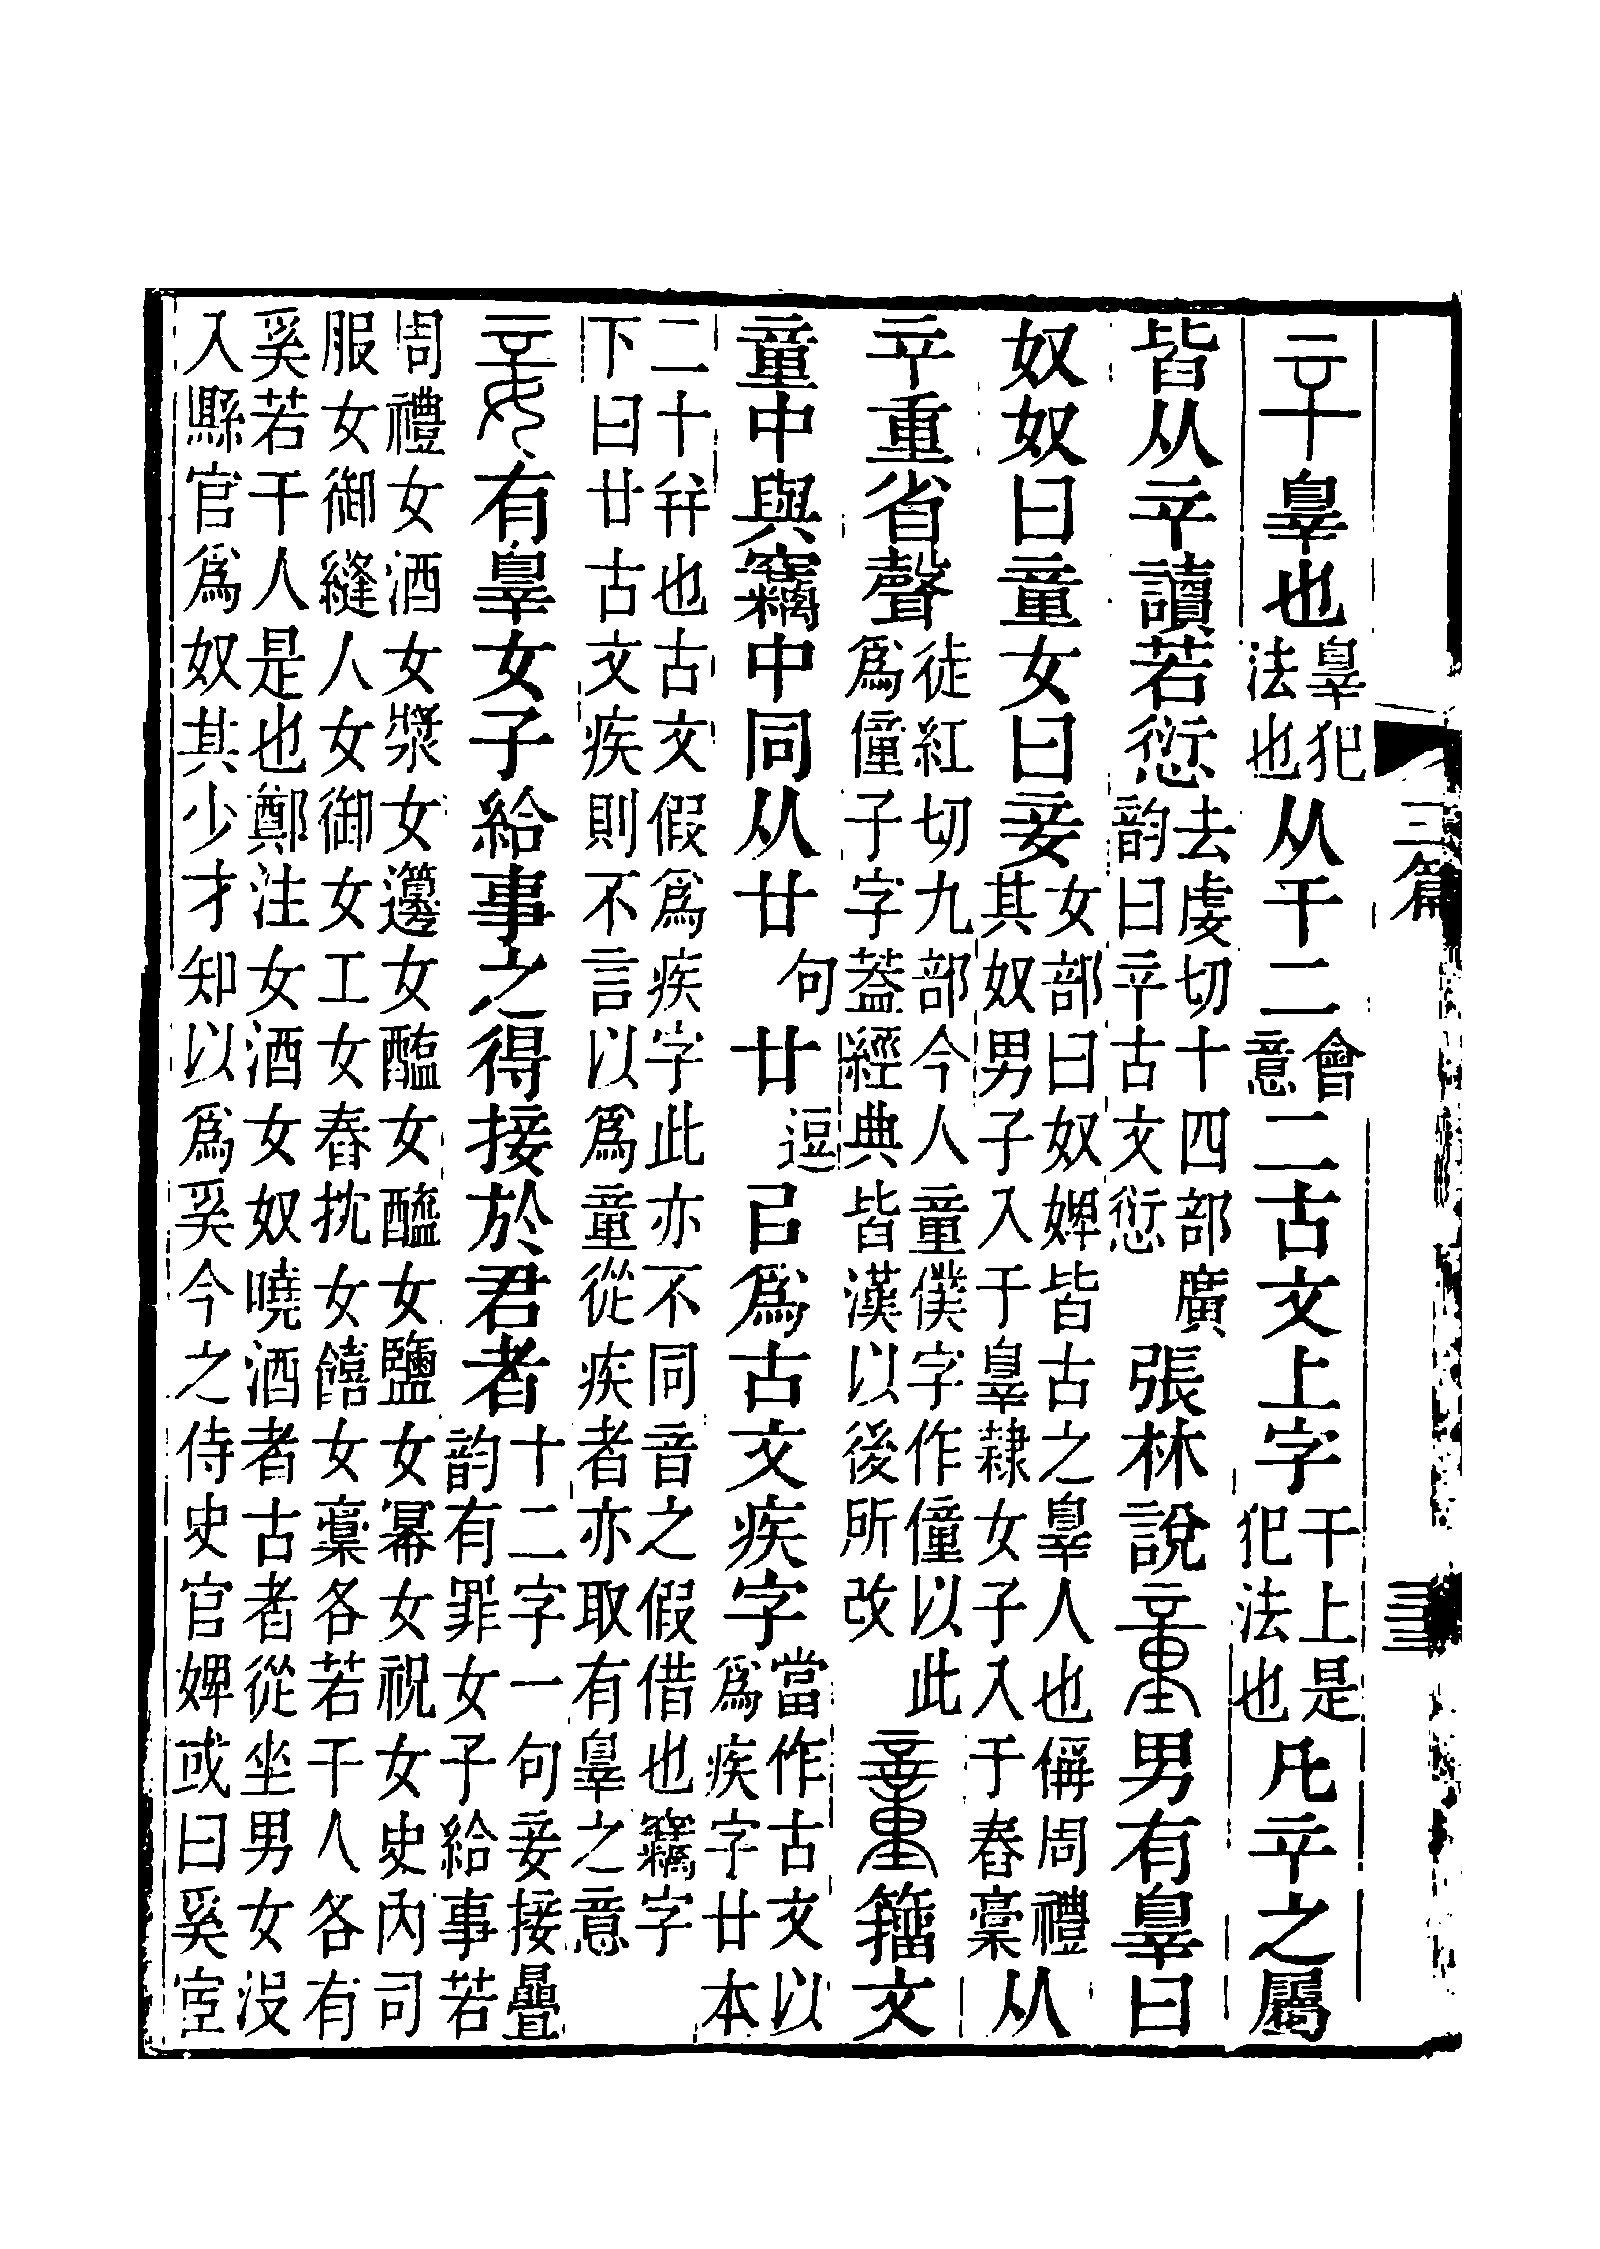 三篇
䇂辠也辠犯法也从干二會意二古文上字干上是犯法也凡䇂之屬
皆从䇂讀若愆去虔切十四部廣韵曰䇂古文愆張林說童男有辠曰
奴奴曰童女曰妾女部曰奴婢皆古之辠人也偁周禮其奴男子入于辠隸女子入于舂稾从
䇂重省聲徒紅切九部今人童僕字作僮以此爲僮子字葢經典皆漢以後所改𥪡籒文
童中與竊中同从廿句廿逗㠯爲古文疾字當作古文以爲疾字廿本
二十幷也古文假爲疾字此亦不同音之假借也竊字下曰廿古文疾則不言以爲童從疾者亦取有辠之意
妾有辠女子給事之得接於君者十二字一句妾接曡韵有罪女子給事若
周禮女酒女漿女籩女醢女醯女鹽女冪女祝女史內司服女御縫人女御女工女舂抌女饎女稾各若干人各有
奚若干人是也鄭注女酒女奴曉酒者古者從坐男女沒入縣官爲奴其少才知以爲奚今之侍史官婢或曰奚宦